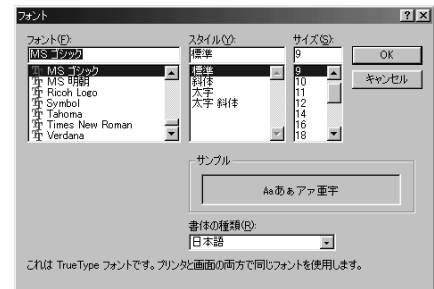 フォント
フォント(F):
MS ゴシック
MS ゴシック
MS 明朝
Ricoh Logo
Symbol
Tahoma
Times New Roman
Verdana
スタイル(Y):
標準
標準
斜体
太字
太字 斜体
サイズ(S):
9
9
10
11
12
14
16
18
OK
キャンセル
サンプル
Aaあぁアァ亜宇
書体の種類(R):
日本語
これは TrueType フォントです。プリンタと画面の両方で同じフォントを使用します。